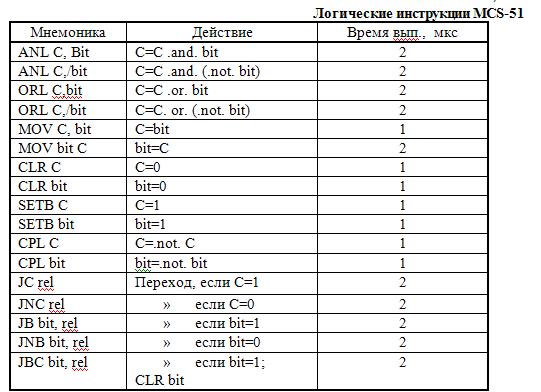 Логические инструкции MCS-51
Мнемоника Действие Время вып., мкс
ANL C, Bit C=C .and. bit 2
ANL C,/bit C=C .and. (.not. bit) 2
ORL C,bit C=C .or. bit 2
ORL C,/bit C=C. or. (.not. bit) 2
MOV C, bit C=bit 1
MOV bit C bit=C 2
CLR C C=0 1
CLR bit bit=0 1
SETB C C=1 1
SETB bit bit=1 1
CPL C C=.not. C 1
CPL bit bit=.not. bit 1
JC rel Переход, если C=1 2
JNC rel » если C=0 2
JB bit, rel » если bit=1 2
JNB bit, rel » если bit=0 2
JBC bit, rel » если bit=1; 2
CLR bit